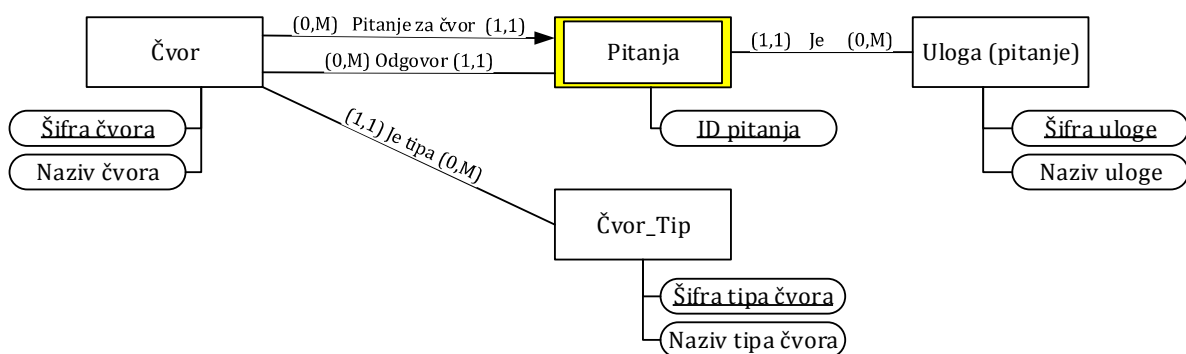 Čvor
(0,M) Pitanje za čvor (1,1)
(0,M) Odgovor (1,1)
Pitanja
(1,1) Je (0,M)
Uloga (pitanje)
Šifra čvora
Naziv čvora
(1,1) Je tipa (0,M)
ID pitanja
Šifra uloge
Naziv uloge
Čvor_Tip
Šifra tipa čvora
Naziv tipa čvora